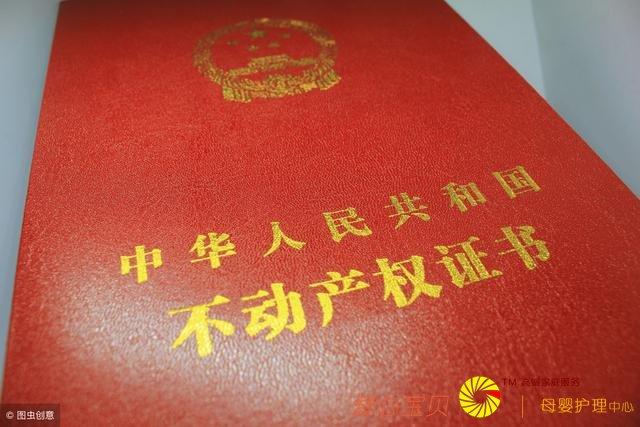 中华人民共和国
不动产权证书
TM 高端家庭服务
宝贝
母婴护理中心
© 图虫创意